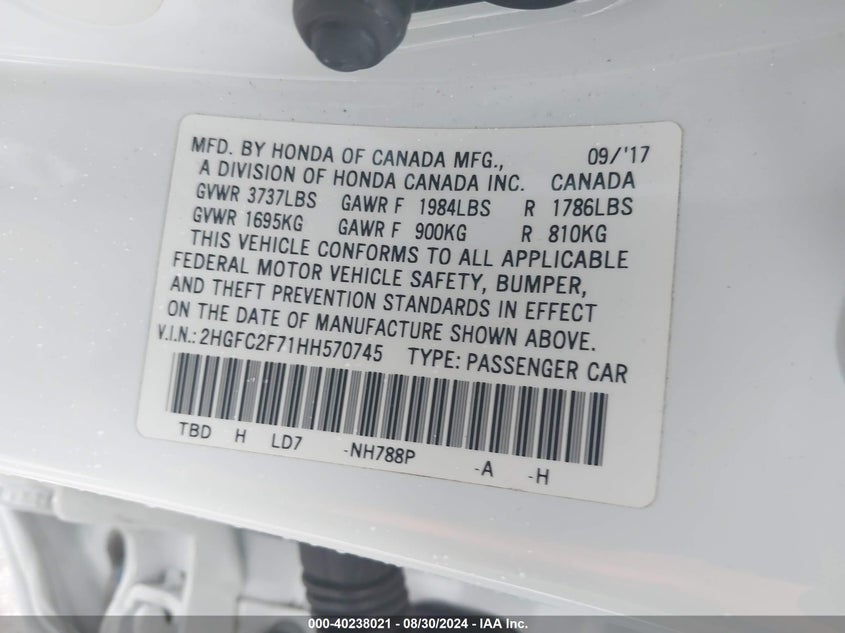 MFD. BY HONDA OF CANADA MFG., 09/'17
A DIVISION OF HONDA CANADA INC. CANADA
GVWR 3737LBS GAWR F 1984LBS R 1786LBS
GVWR 1695KG GAWR F 900KG R 810KG
THIS VEHICLE CONFORMS TO ALL APPLICABLE
FEDERAL MOTOR VEHICLE SAFETY, BUMPER,
AND THEFT PREVENTION STANDARDS IN EFFECT
ON THE DATE OF MANUFACTURE SHOWN ABOVE.
V.I.N.: 2HGFC2F71HH570745 TYPE: PASSENGER CAR
TBD H LD7 -NH788P -A -H
000-40238021 / 08/30/2024 - IAA Inc.